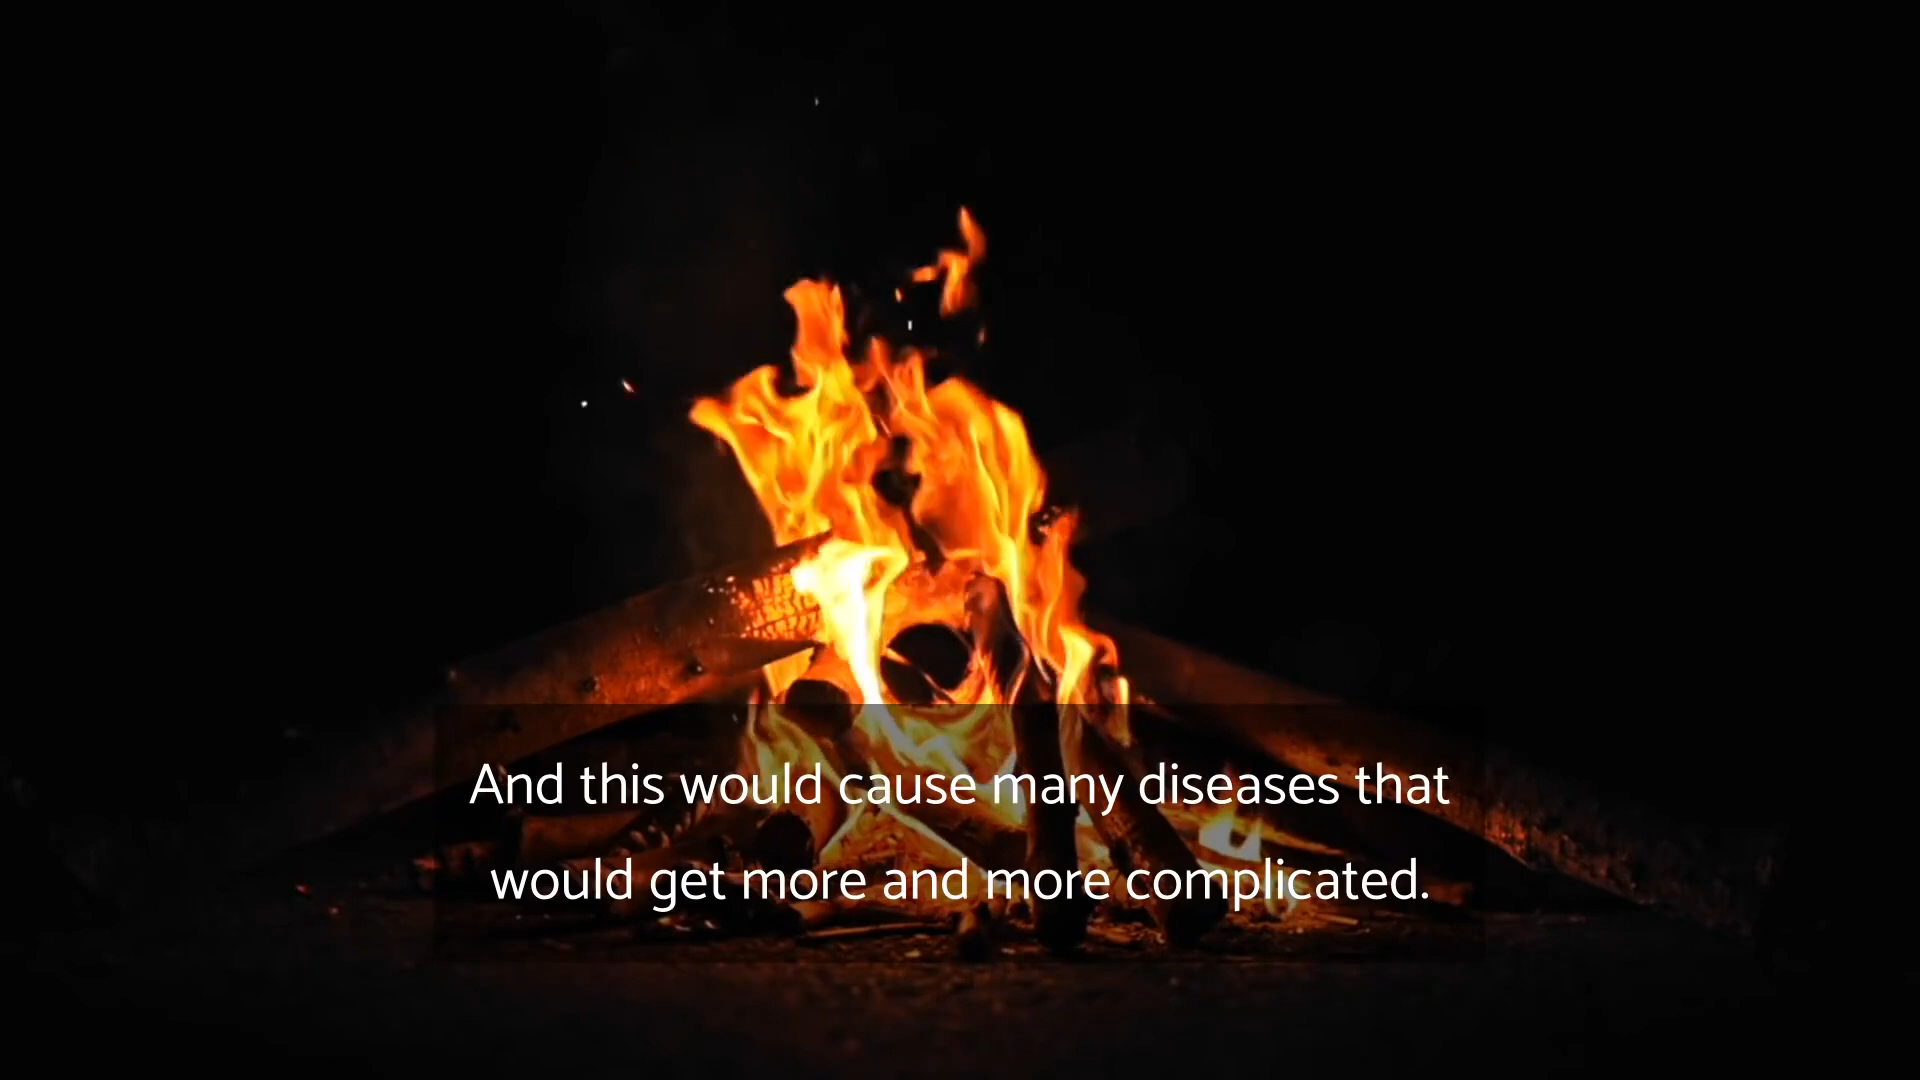 And this would cause many diseases that
would get more and more complicated.